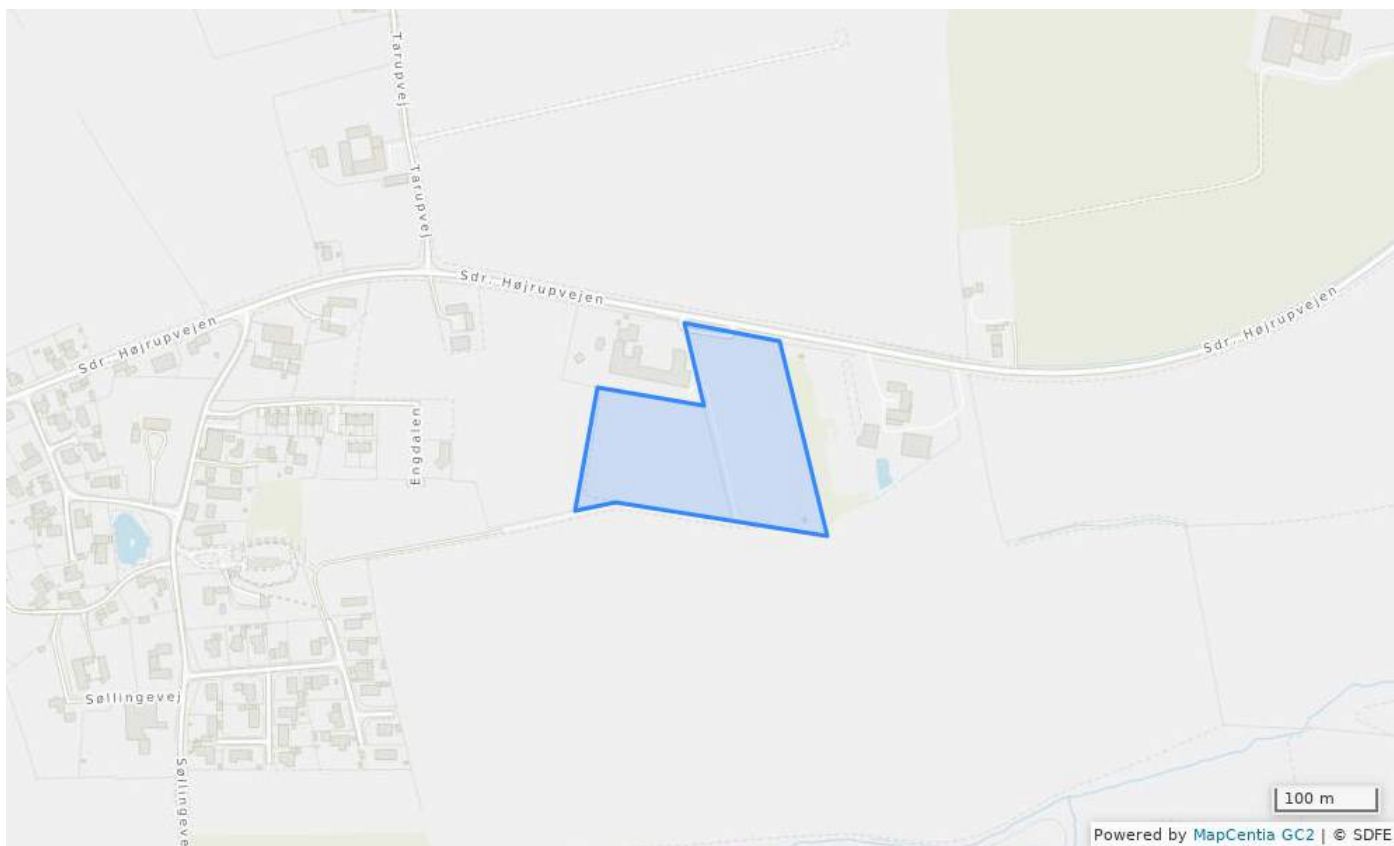 Tarupvej
Tarupvej
Sdr. Højrupvejen
Sdr. Højrupvejen
Sdr. Højrupvejen
Engdalen
Søllingevej
Søllingeve
100 m
Powered by MapCentia GC2 | © SDFE